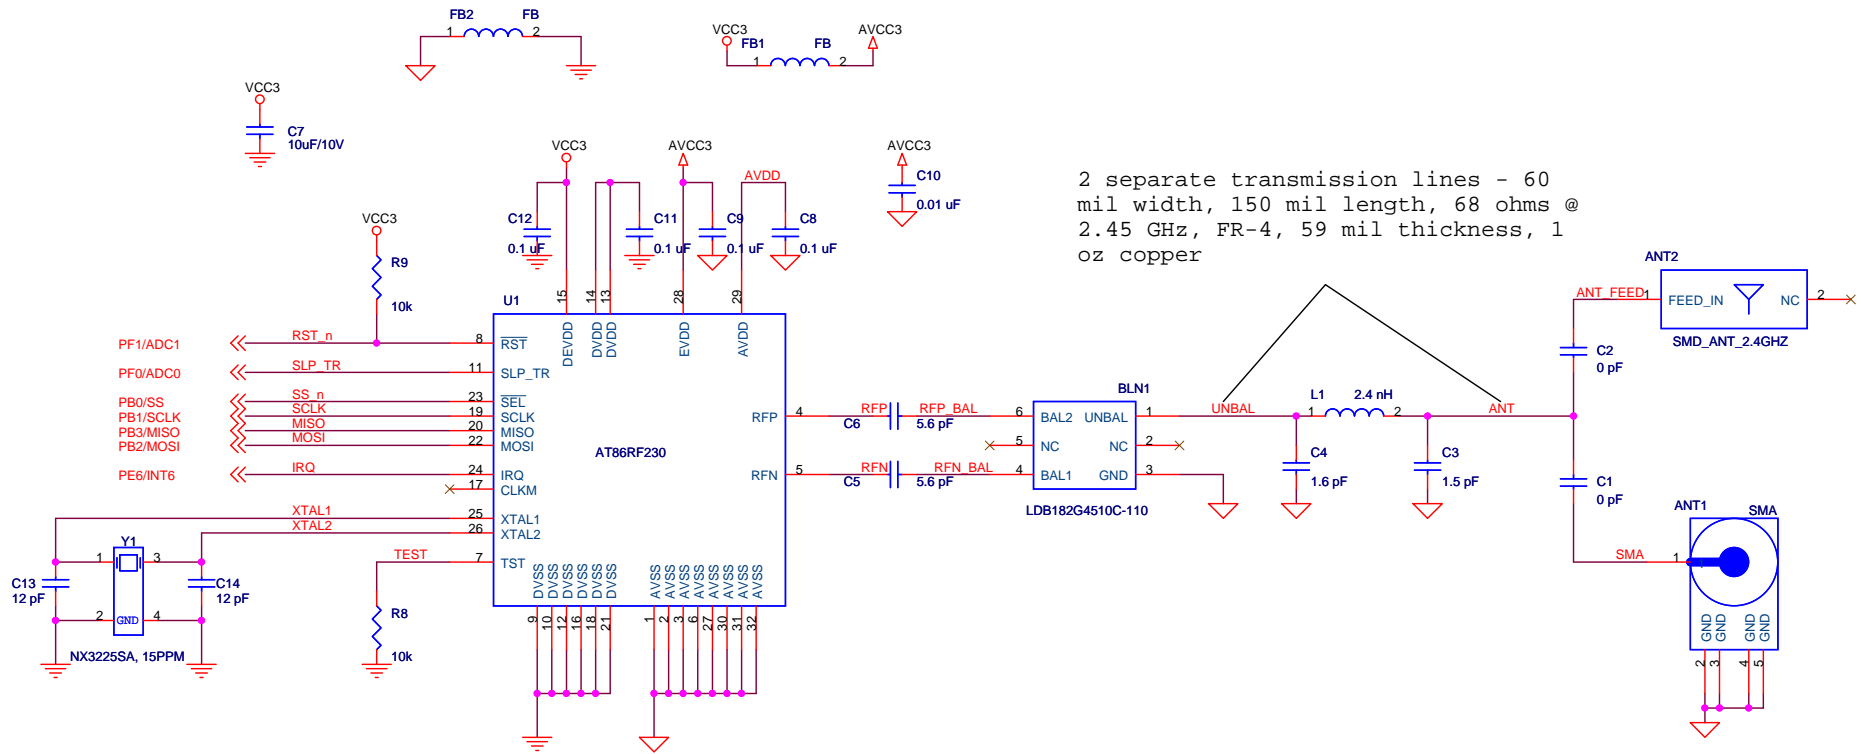 FB2 FB
1 2
VCC3 AVCC3
FB1 FB
1 2
VCC3
C7
10uF/10V
VCC3 AVCC3 AVCC3
AVDD
C12 C11 C9 C8 C10
0.1 uF 0.1 uF 0.1 uF 0.1 uF 0.01 uF
2 separate transmission lines - 60
mil width, 150 mil length, 68 ohms @
2.45 GHz, FR-4, 59 mil thickness, 1
oz copper
VCC3
R9
10k
U1
15 14 13 28 29
DEVDD DVDD DVDD EVDD AVDD
PF1/ADC1 RST_n 8 RST
PF0/ADC0 SLP_TR 11 SLP_TR
PB0/SS SS_n 23 SEL
PB1/SCLK SCLK 19 SCLK
PB3/MISO MISO 20 MISO
PB2/MOSI MOSI 22 MOSI
PE6/INT6 IRQ 24 IRQ
17 CLKM
XTAL1 25 XTAL1
XTAL2 26 XTAL2
TEST 7 TST
AT86RF230
RFP 4 RFP RFP_BAL 6 BAL2
C6 5.6 pF
5 NC
RFN 5 RFN RFN_BAL 4 BAL1
C5 5.6 pF
BLN1
UNBAL 1 UNBAL
NC 2
GND 3
LDB182G4510C-110
L1 2.4 nH
1 2
ANT
C4
1.6 pF
C3
1.5 pF
ANT2
ANT_FEED 1 FEED_IN NC 2
SMD_ANT_2.4GHZ
C2
0 pF
C1
0 pF
ANT1 SMA
SMA 1
GND GND GND GND
2 3 4 5
Y1
1 3
C13
12 pF
C14
12 pF
2 GND 4
NX3225SA, 15PPM
R8
10k
DVSS DVSS DVSS DVSS DVSS DVSS
9 10 12 16 18 21
AVSS AVSS AVSS AVSS AVSS AVSS AVSS AVSS
1 2 3 6 27 30 31 32